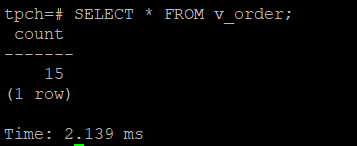 tpch=# SELECT * FROM v_order;
count
-------
15
(1 row)
Time: 2.139 ms